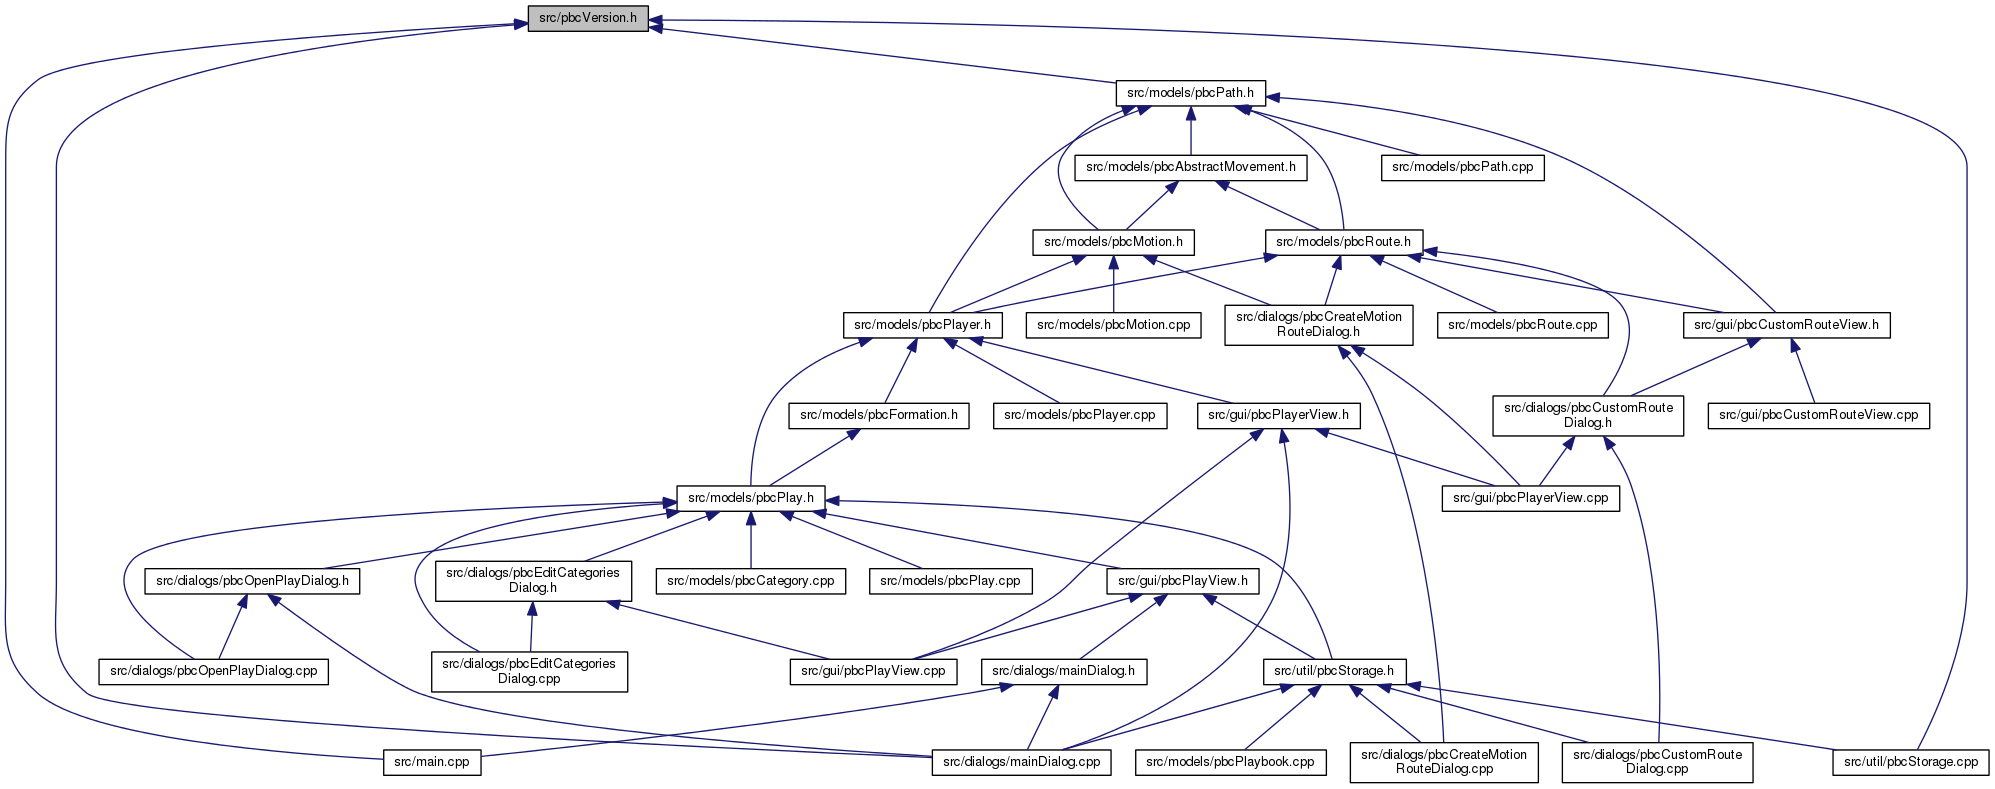 src/pbcVersion.h
src/models/pbcPath.h
src/models/pbcAbstractMovement.h
src/models/pbcPath.cpp
src/models/pbcMotion.h
src/models/pbcRoute.h
src/models/pbcPlayer.h
src/models/pbcMotion.cpp
src/dialogs/pbcCreateMotion
RouteDialog.h
src/models/pbcRoute.cpp
src/gui/pbcCustomRouteView.h
src/models/pbcFormation.h
src/models/pbcPlayer.cpp
src/gui/pbcPlayerView.h
src/dialogs/pbcCustomRoute
Dialog.h
src/gui/pbcCustomRouteView.cpp
src/models/pbcPlay.h
src/gui/pbcPlayerView.cpp
src/dialogs/pbcOpenPlayDialog.h
src/dialogs/pbcEditCategories
Dialog.h
src/models/pbcCategory.cpp
src/models/pbcPlay.cpp
src/gui/pbcPlayView.h
src/dialogs/pbcOpenPlayDialog.cpp
src/dialogs/pbcEditCategories
Dialog.cpp
src/gui/pbcPlayView.cpp
src/dialogs/mainDialog.h
src/util/pbcStorage.h
src/main.cpp
src/dialogs/mainDialog.cpp
src/models/pbcPlaybook.cpp
src/dialogs/pbcCreateMotion
RouteDialog.cpp
src/dialogs/pbcCustomRoute
Dialog.cpp
src/util/pbcStorage.cpp